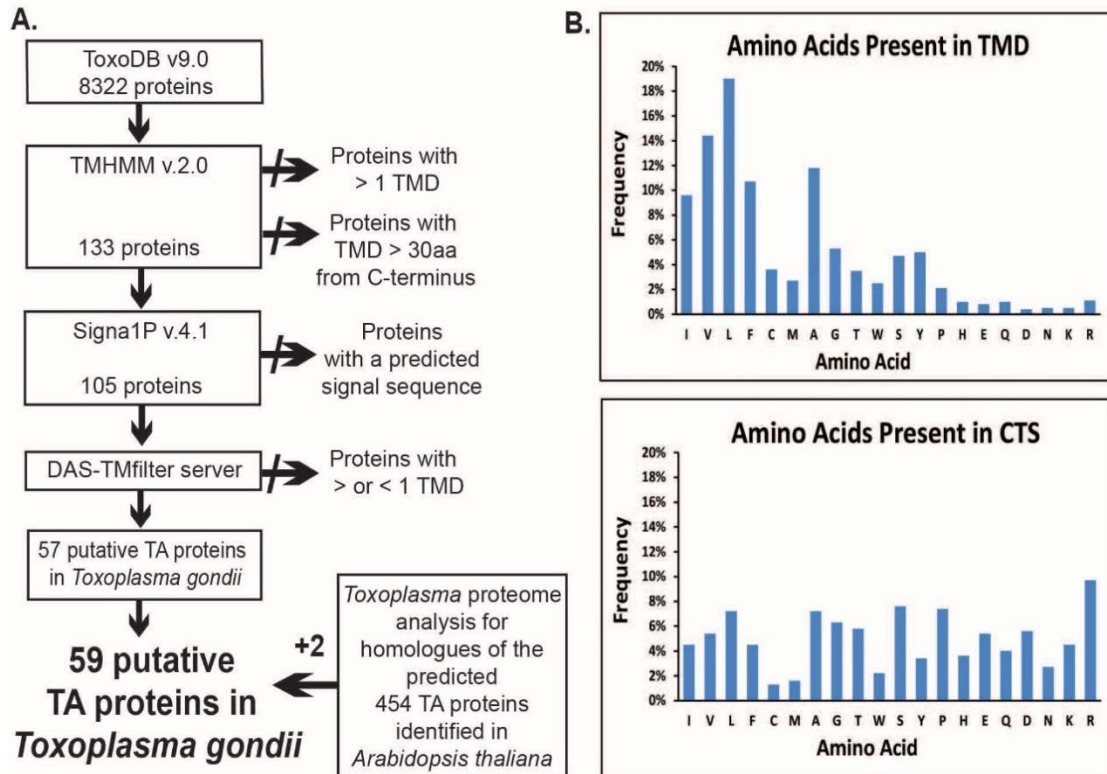 A.
ToxoDB v9.0
8322 proteins
TMHMM v.2.0
133 proteins
Proteins with
> 1 TMD
Proteins with
TMD > 30aa
from C-terminus
Signa1P v.4.1
105 proteins
Proteins
with a predicted
signal sequence
DAS-TMfilter server
Proteins with
> or < 1 TMD
57 putative TA proteins
in Toxoplasma gondii
59 putative
TA proteins in
Toxoplasma gondii
+2
Toxoplasma proteome
analysis for
homologues of the
predicted
454 TA proteins
identified in
Arabidopsis thaliana
B.
Amino Acids Present in TMD
Frequency
20%
18%
16%
14%
12%
10%
8%
6%
4%
2%
0%
I V L F C M A G T W S Y P H E Q D N K R
Amino Acid
Amino Acids Present in CTS
Frequency
20%
18%
16%
14%
12%
10%
8%
6%
4%
2%
0%
I V L F C M A G T W S Y P H E Q D N K R
Amino Acid